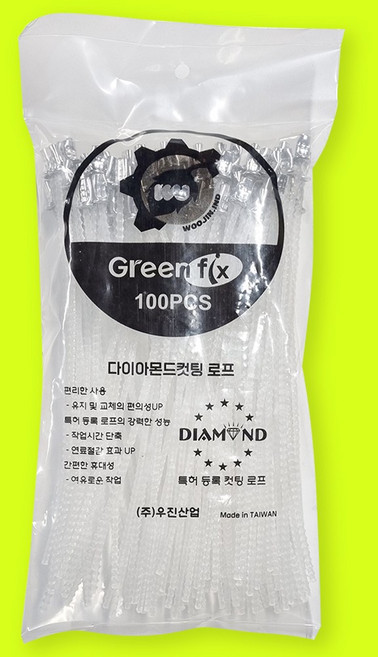 WOO
WOOJIN.IND
Greenfix
100PCS
다이아몬드컷팅 로프
편리한 사용
- 유지 및 교체의 편의성UP
특허 등록 로프의 강력한 성능
- 작업시간 단축
- 연료절감 효과 UP
간편한 휴대성
- 여유로운 작업
DIAMOND
특허 등록 컷팅 로프
(주)우진산업
Made in TAIWAN